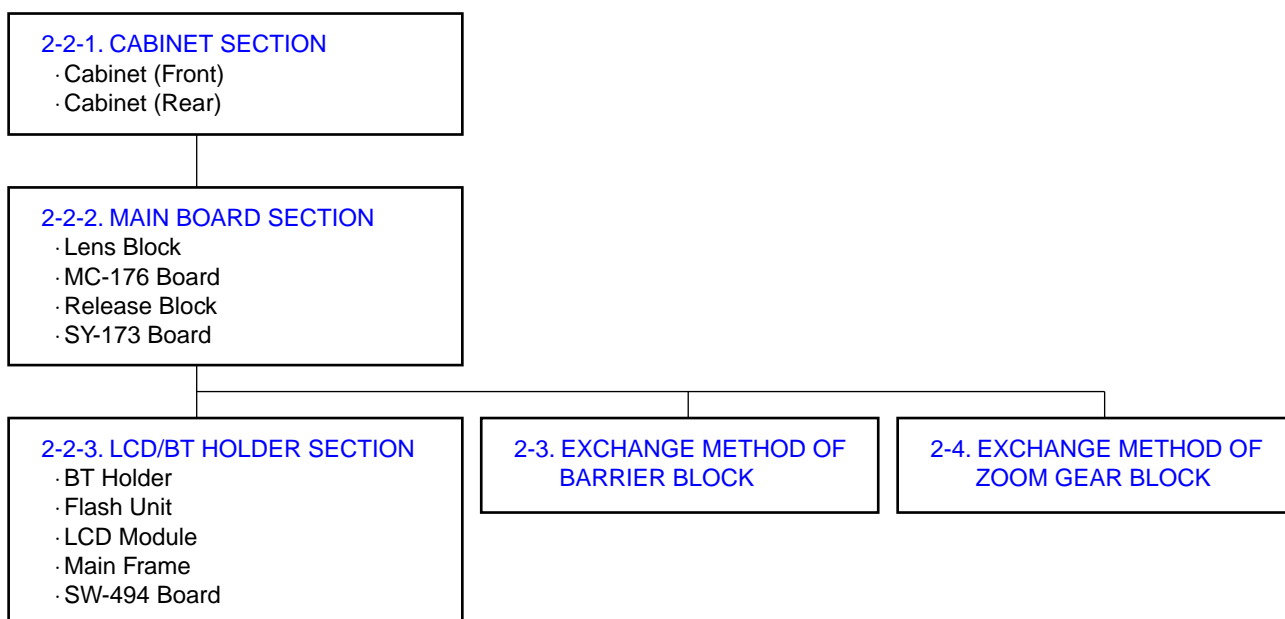 2-2-1. CABINET SECTION
· Cabinet (Front)
· Cabinet (Rear)
2-2-2. MAIN BOARD SECTION
· Lens Block
· MC-176 Board
· Release Block
· SY-173 Board
2-2-3. LCD/BT HOLDER SECTION
· BT Holder
· Flash Unit
· LCD Module
· Main Frame
· SW-494 Board
2-3. EXCHANGE METHOD OF
BARRIER BLOCK
2-4. EXCHANGE METHOD OF
ZOOM GEAR BLOCK